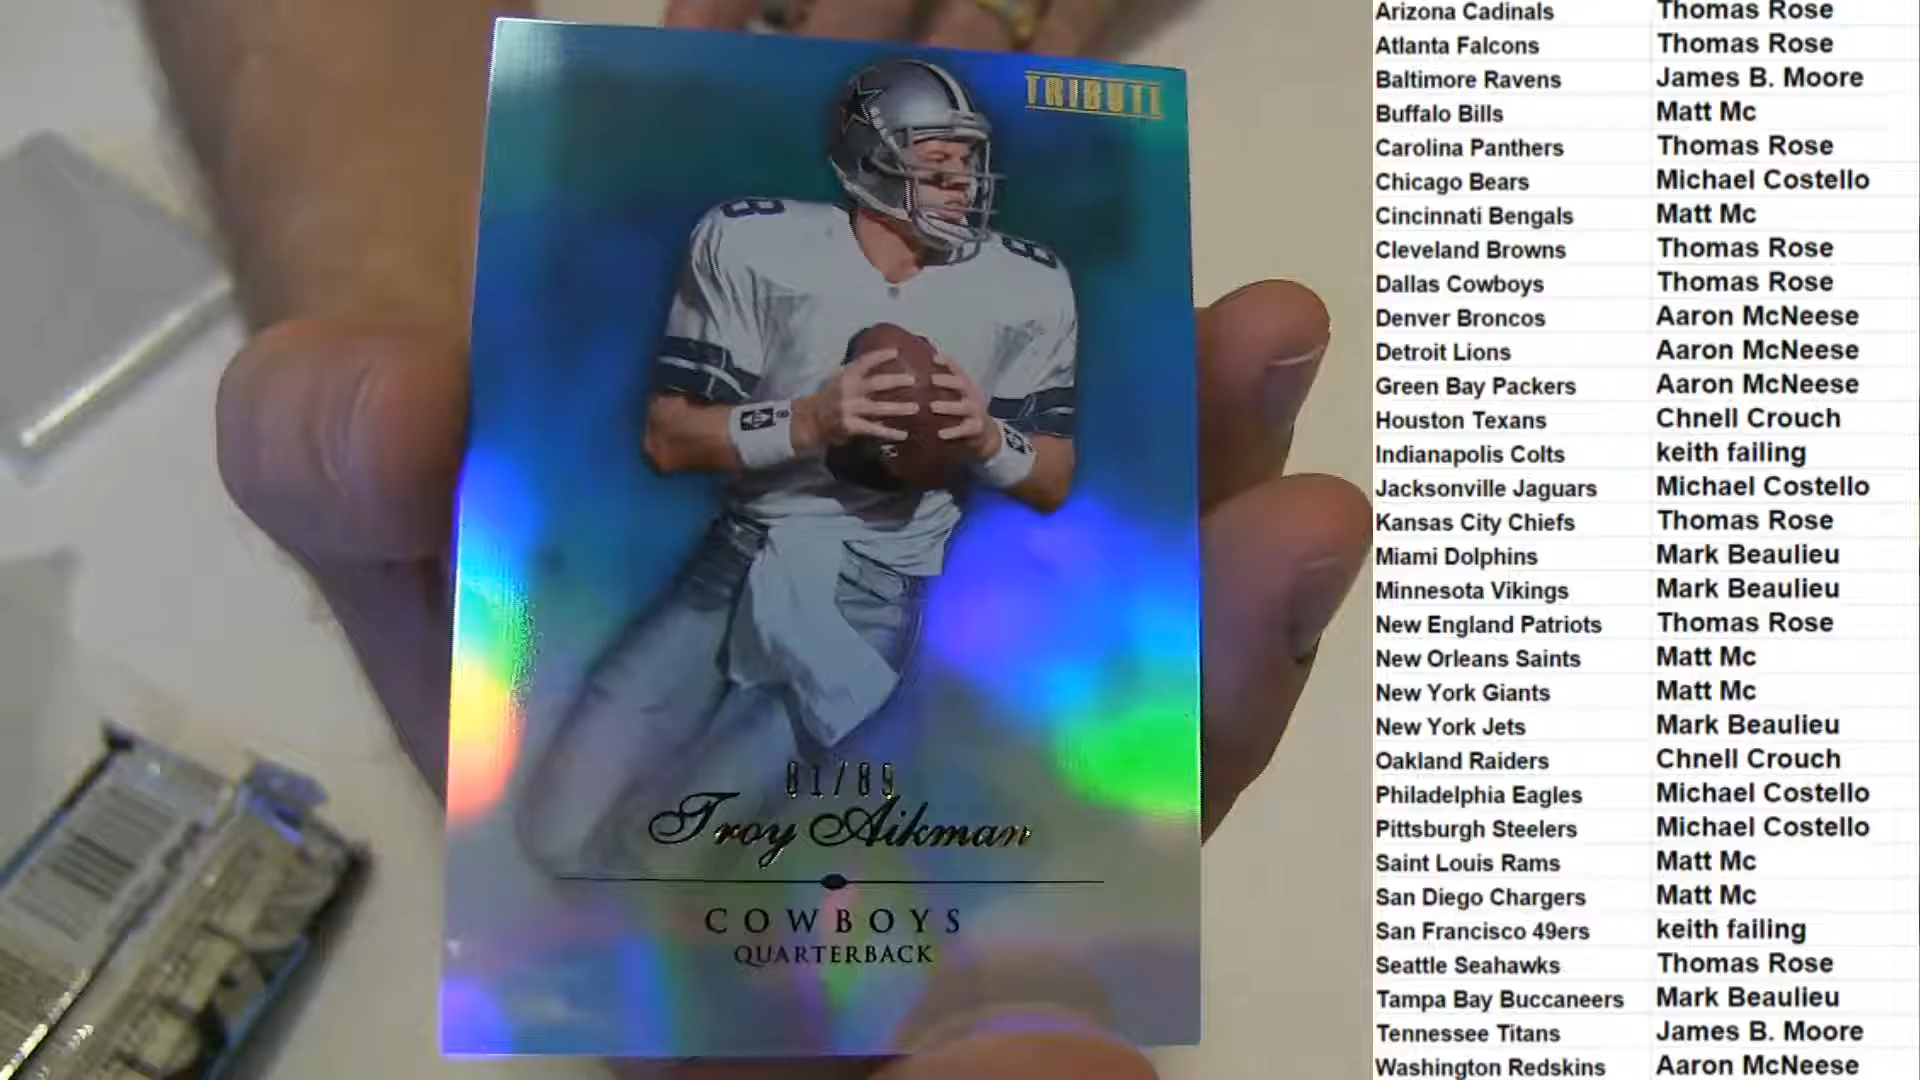 TRIBUTE
8 8
81/89
Troy Aikman
COWBOYS
QUARTERBACK
Arizona Cadinals Thomas Rose
Atlanta Falcons Thomas Rose
Baltimore Ravens James B. Moore
Buffalo Bills Matt Mc
Carolina Panthers Thomas Rose
Chicago Bears Michael Costello
Cincinnati Bengals Matt Mc
Cleveland Browns Thomas Rose
Dallas Cowboys Thomas Rose
Denver Broncos Aaron McNeese
Detroit Lions Aaron McNeese
Green Bay Packers Aaron McNeese
Houston Texans Chnell Crouch
Indianapolis Colts keith failing
Jacksonville Jaguars Michael Costello
Kansas City Chiefs Thomas Rose
Miami Dolphins Mark Beaulieu
Minnesota Vikings Mark Beaulieu
New England Patriots Thomas Rose
New Orleans Saints Matt Mc
New York Giants Matt Mc
New York Jets Mark Beaulieu
Oakland Raiders Chnell Crouch
Philadelphia Eagles Michael Costello
Pittsburgh Steelers Michael Costello
Saint Louis Rams Matt Mc
San Diego Chargers Matt Mc
San Francisco 49ers keith failing
Seattle Seahawks Thomas Rose
Tampa Bay Buccaneers Mark Beaulieu
Tennessee Titans James B. Moore
Washington Redskins Aaron McNeese